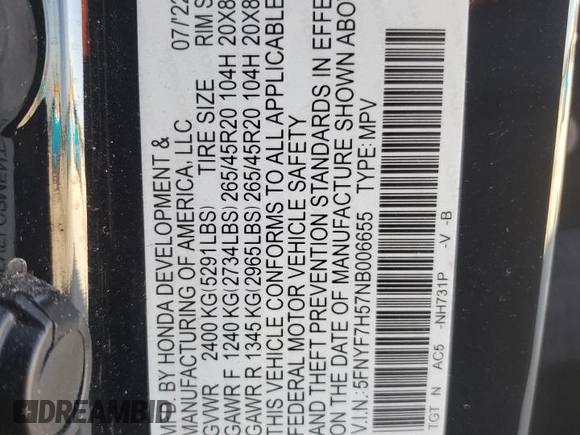 MFD. BY HONDA DEVELOPMENT & 07/'22
MANUFACTURING OF AMERICA, LLC
TIRE SIZE RIM S
GVWR 2400 KG(5291LBS)
GAWR F 1240 KG(2734LBS) 265/45R20 104H 20X8
GAWR R 1345 KG(2965LBS) 265/45R20 104H 20X8
THIS VEHICLE CONFORMS TO ALL APPLICABLE
FEDERAL MOTOR VEHICLE SAFETY
AND THEFT PREVENTION STANDARDS IN EFFE
ON THE DATE OF MANUFACTURE SHOWN ABOV
V.I.N.:5FNYF7H57NB006655 TYPE: MPV
TGT N AC5 -NH731P -V -B
DREAMBID